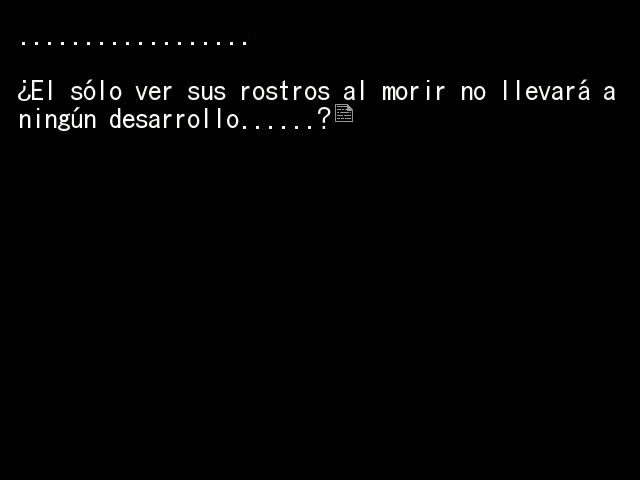 ..................
¿El sólo ver sus rostros al morir no llevará a
ningún desarrollo......?